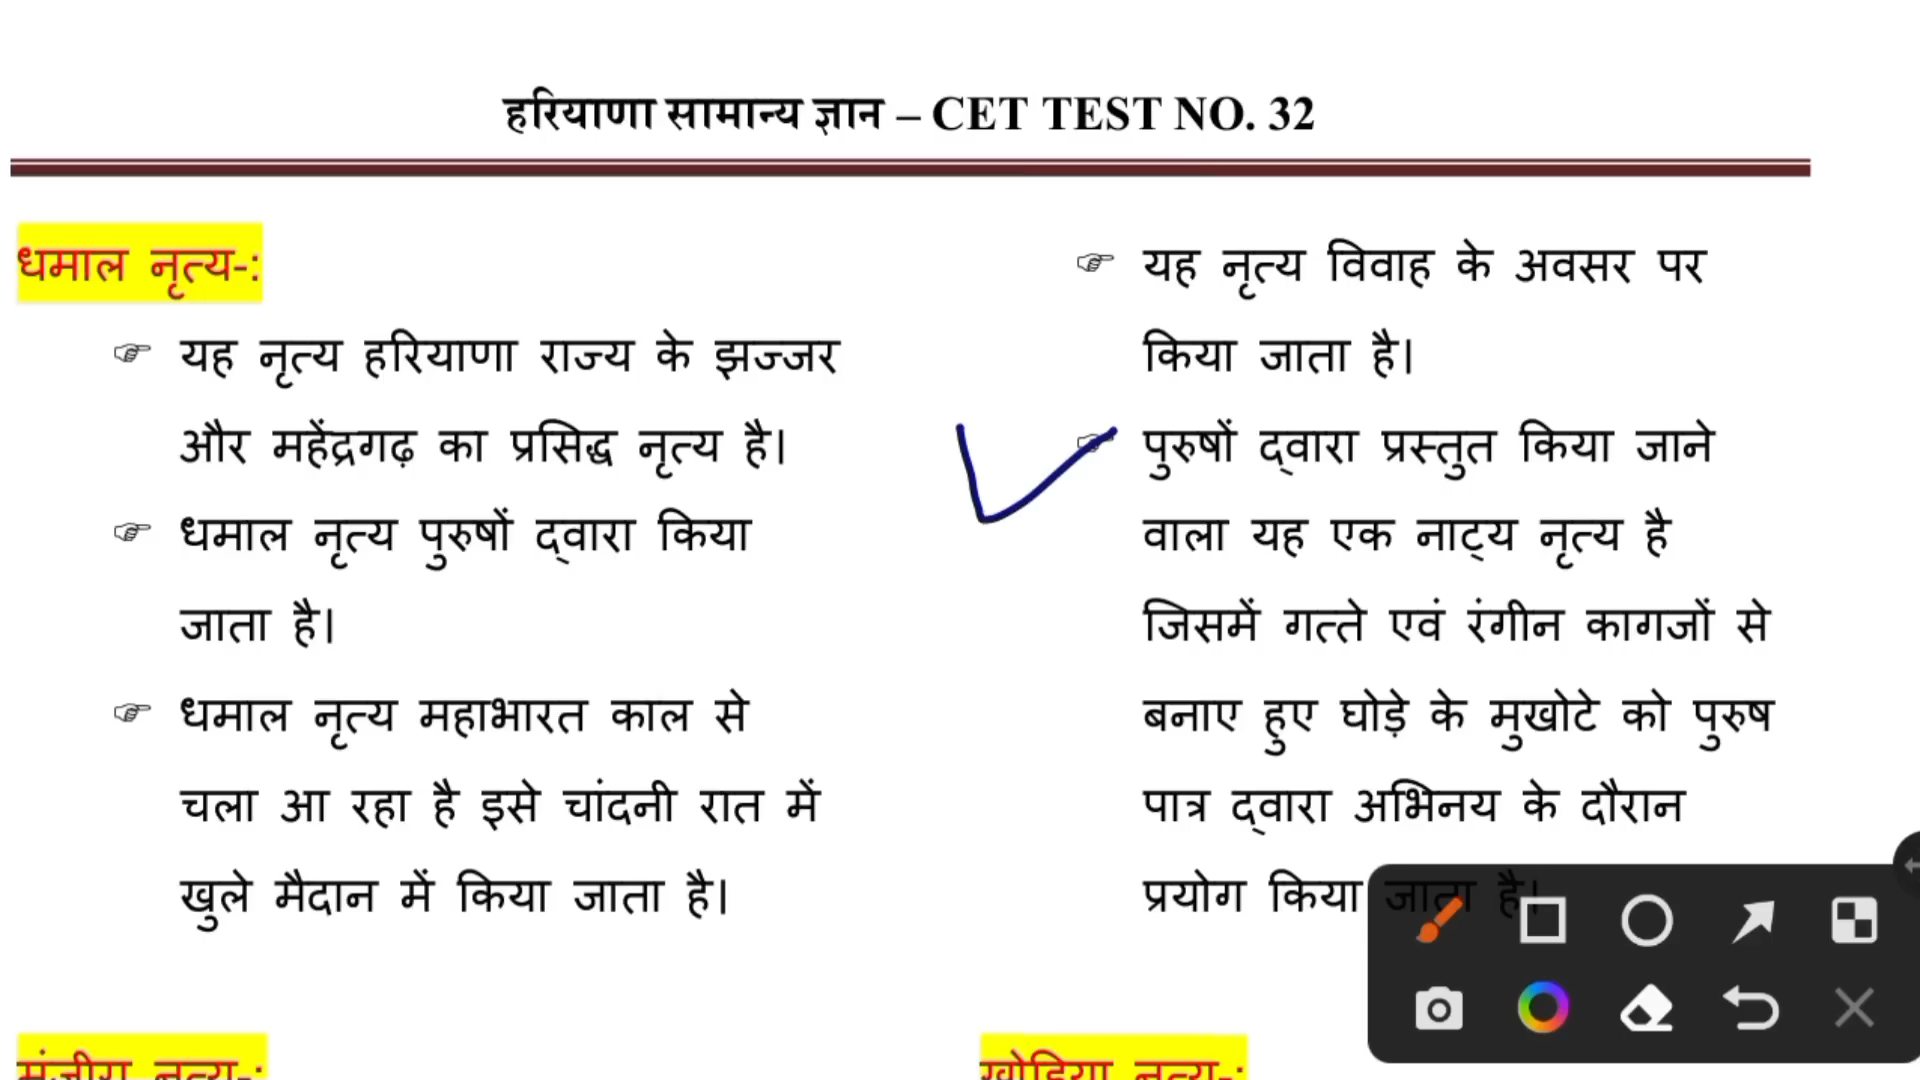 हरियाणा सामान्य ज्ञान – CET TEST NO. 32
धमाल नृत्य-:
यह नृत्य हरियाणा राज्य के झज्जर
और महेंद्रगढ़ का प्रसिद्ध नृत्य है।
धमाल नृत्य पुरुषों द्वारा किया
जाता है।
धमाल नृत्य महाभारत काल से
चला आ रहा है इसे चांदनी रात में
खुले मैदान में किया जाता है।
मंजीरा नृत्य-:
यह नृत्य विवाह के अवसर पर
किया जाता है।
पुरुषों द्वारा प्रस्तुत किया जाने
वाला यह एक नाट्य नृत्य है
जिसमें गत्ते एवं रंगीन कागजों से
बनाए हुए घोड़े के मुखोटे को पुरुष
पात्र द्वारा अभिनय के दौरान
प्रयोग किया जाता है।
खोडिया नृत्य-: